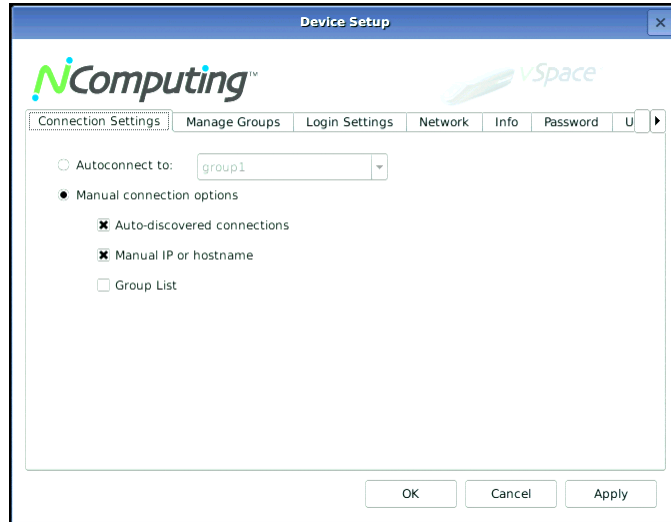 Device Setup
NComputing™
vSpace
Connection Settings
Manage Groups
Login Settings
Network
Info
Password
U
Autoconnect to:
group1
Manual connection options
Auto-discovered connections
Manual IP or hostname
Group List
OK
Cancel
Apply